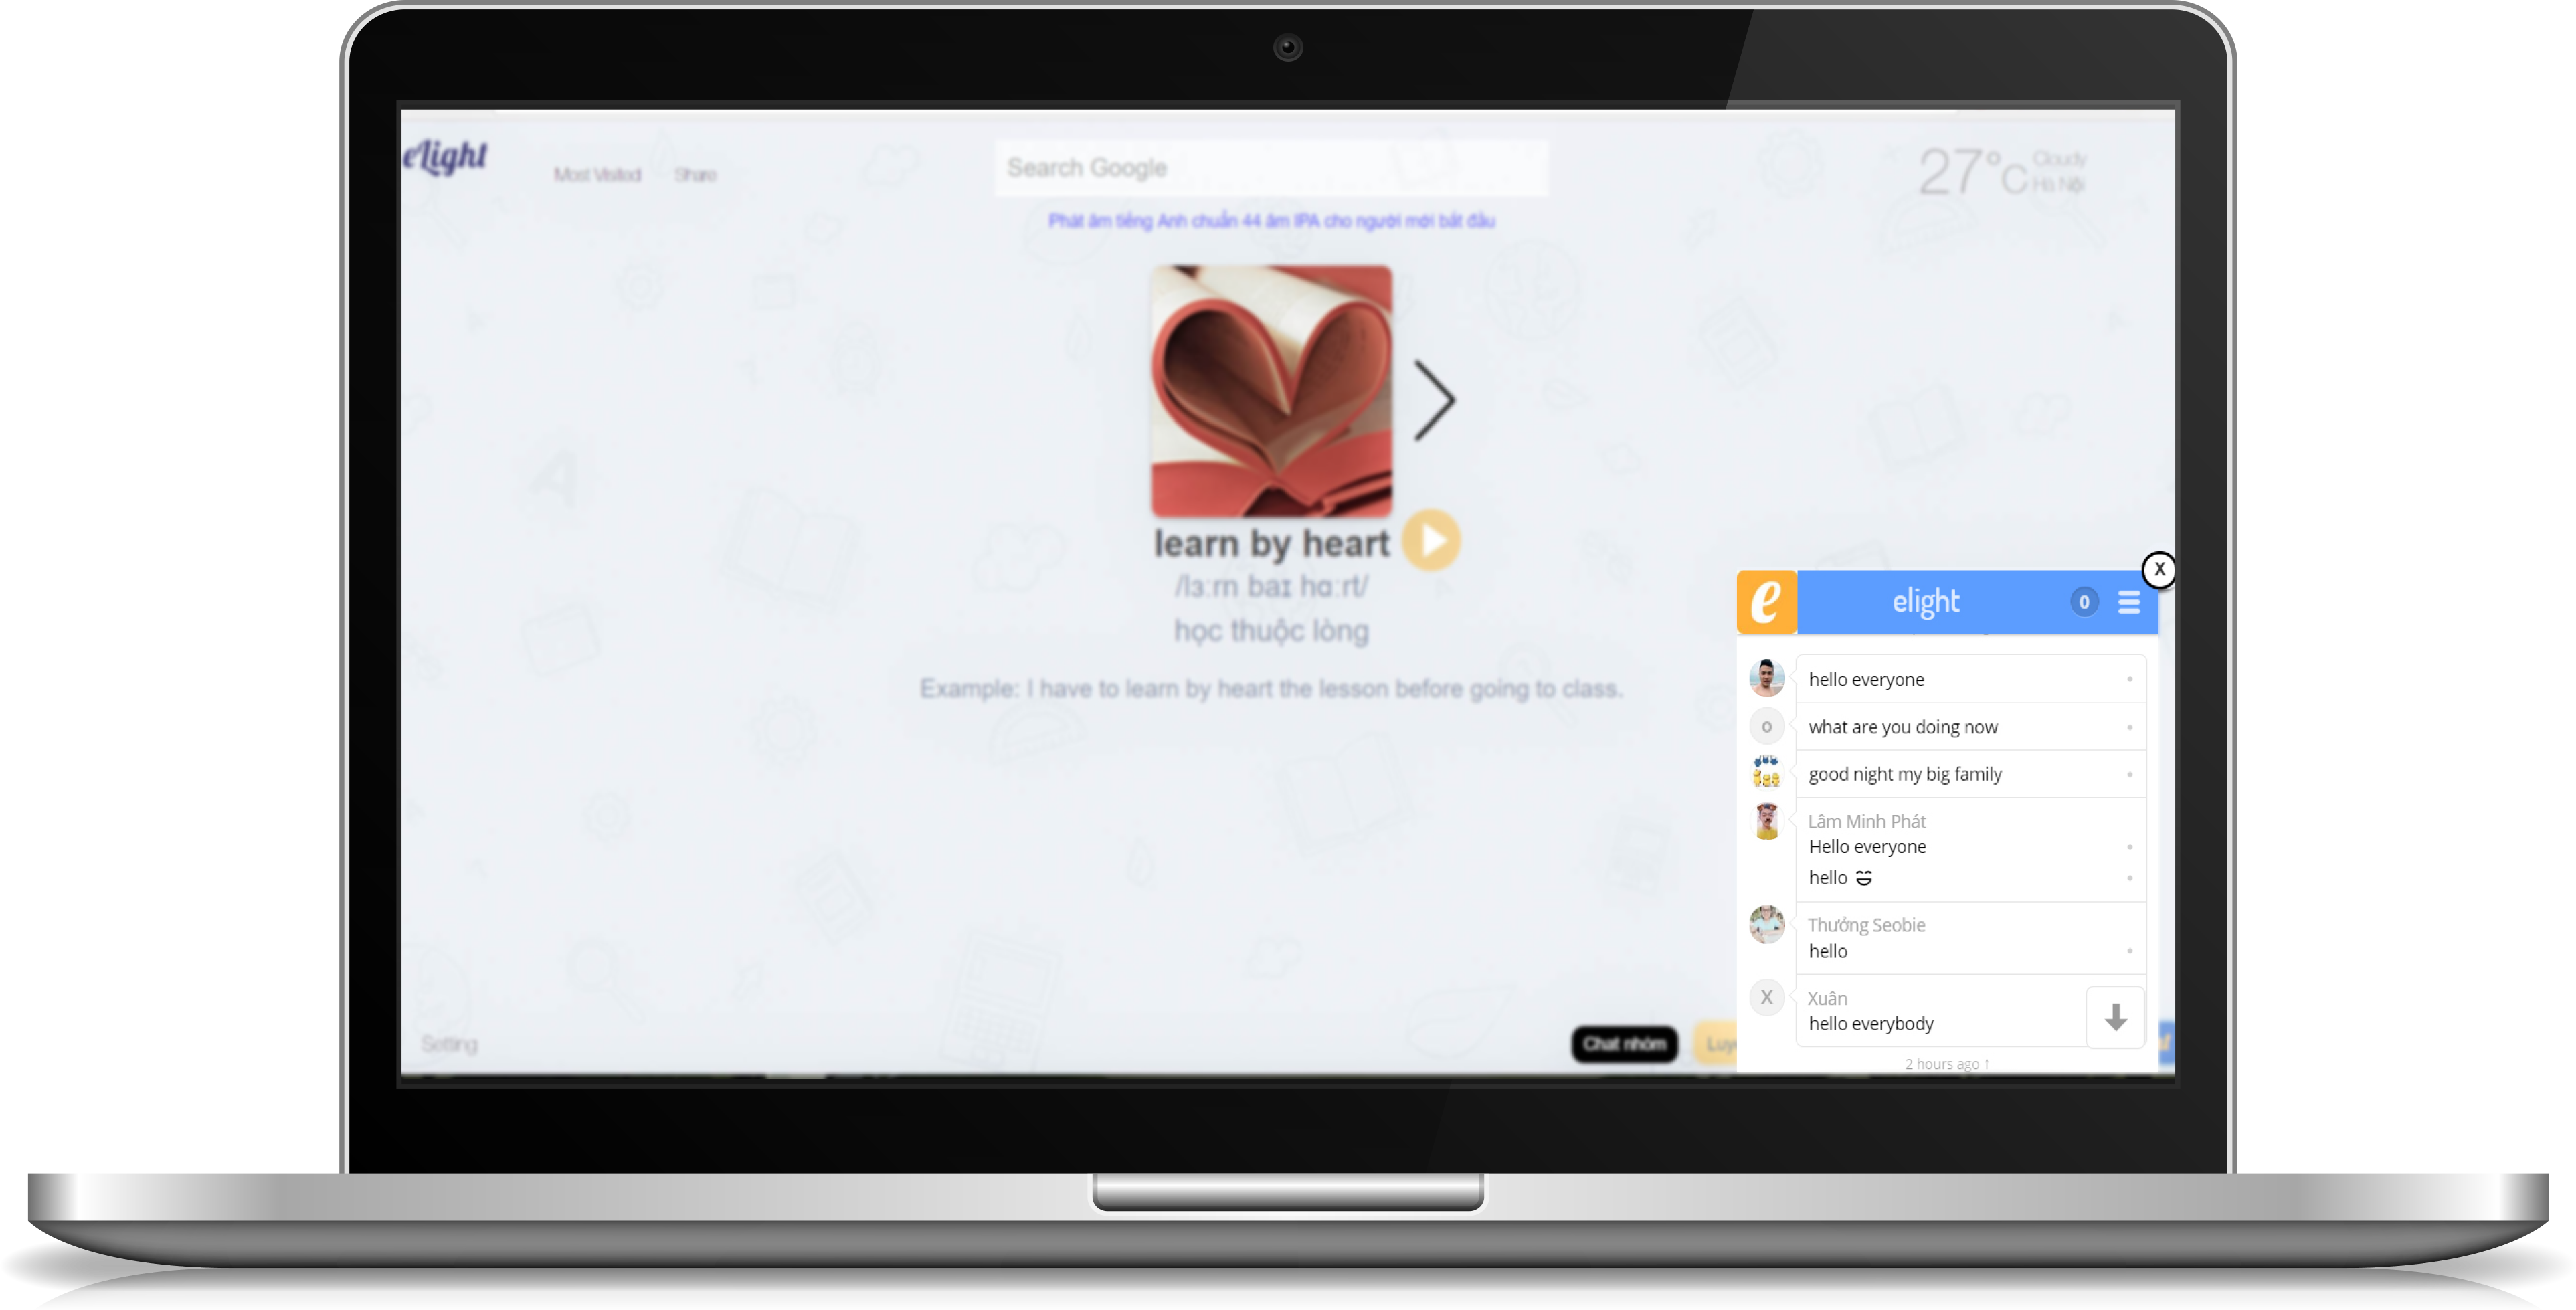 eLight
Most Visited
Share
Search Google
27°C
Cloudy
Hà Nội
Phát âm tiếng Anh chuẩn 44 âm IPA cho người mới bắt đầu
learn by heart
/lɜːrn baɪ hɑːrt/
học thuộc lòng
Example: I have to learn by heart the lesson before going to class.
Setting
Chat nhóm
X
e
elight
0
hello everyone
o
what are you doing now
good night my big family
Lâm Minh Phát
Hello everyone
hello
Thưởng Seobie
hello
X
Xuân
hello everybody
2 hours ago ↑